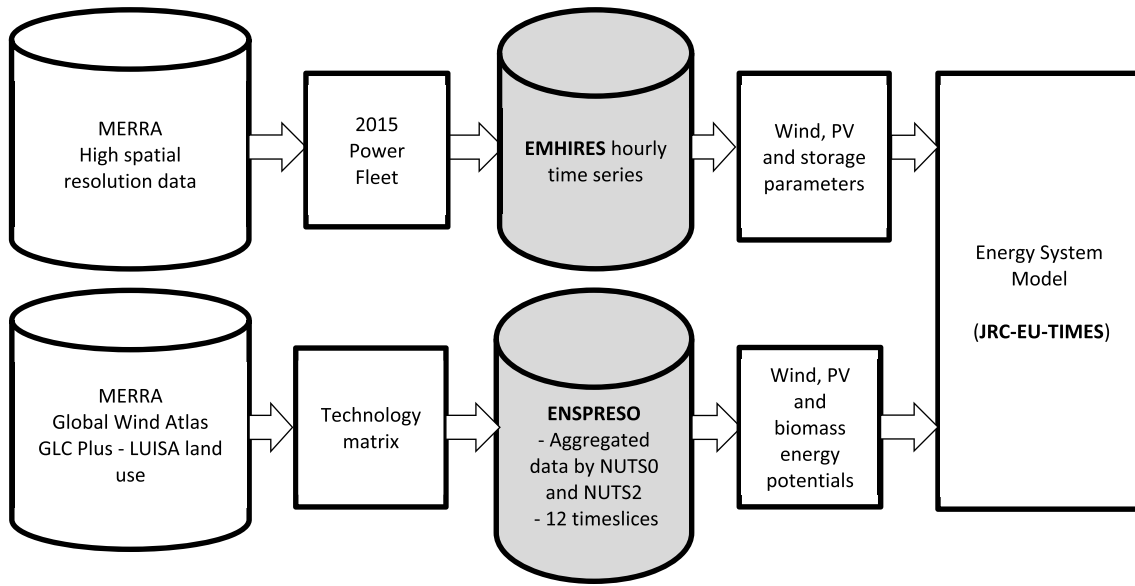 MERRA
High spatial
resolution data
2015
Power
Fleet
EMHIRES hourly
time series
Wind, PV
and storage
parameters
Energy System
Model
(JRC-EU-TIMES)
MERRA
Global Wind Atlas
GLC Plus - LUISA land
use
Technology
matrix
ENSPRESO
- Aggregated
data by NUTS0
and NUTS2
- 12 timeslices
Wind, PV
and
biomass
energy
potentials